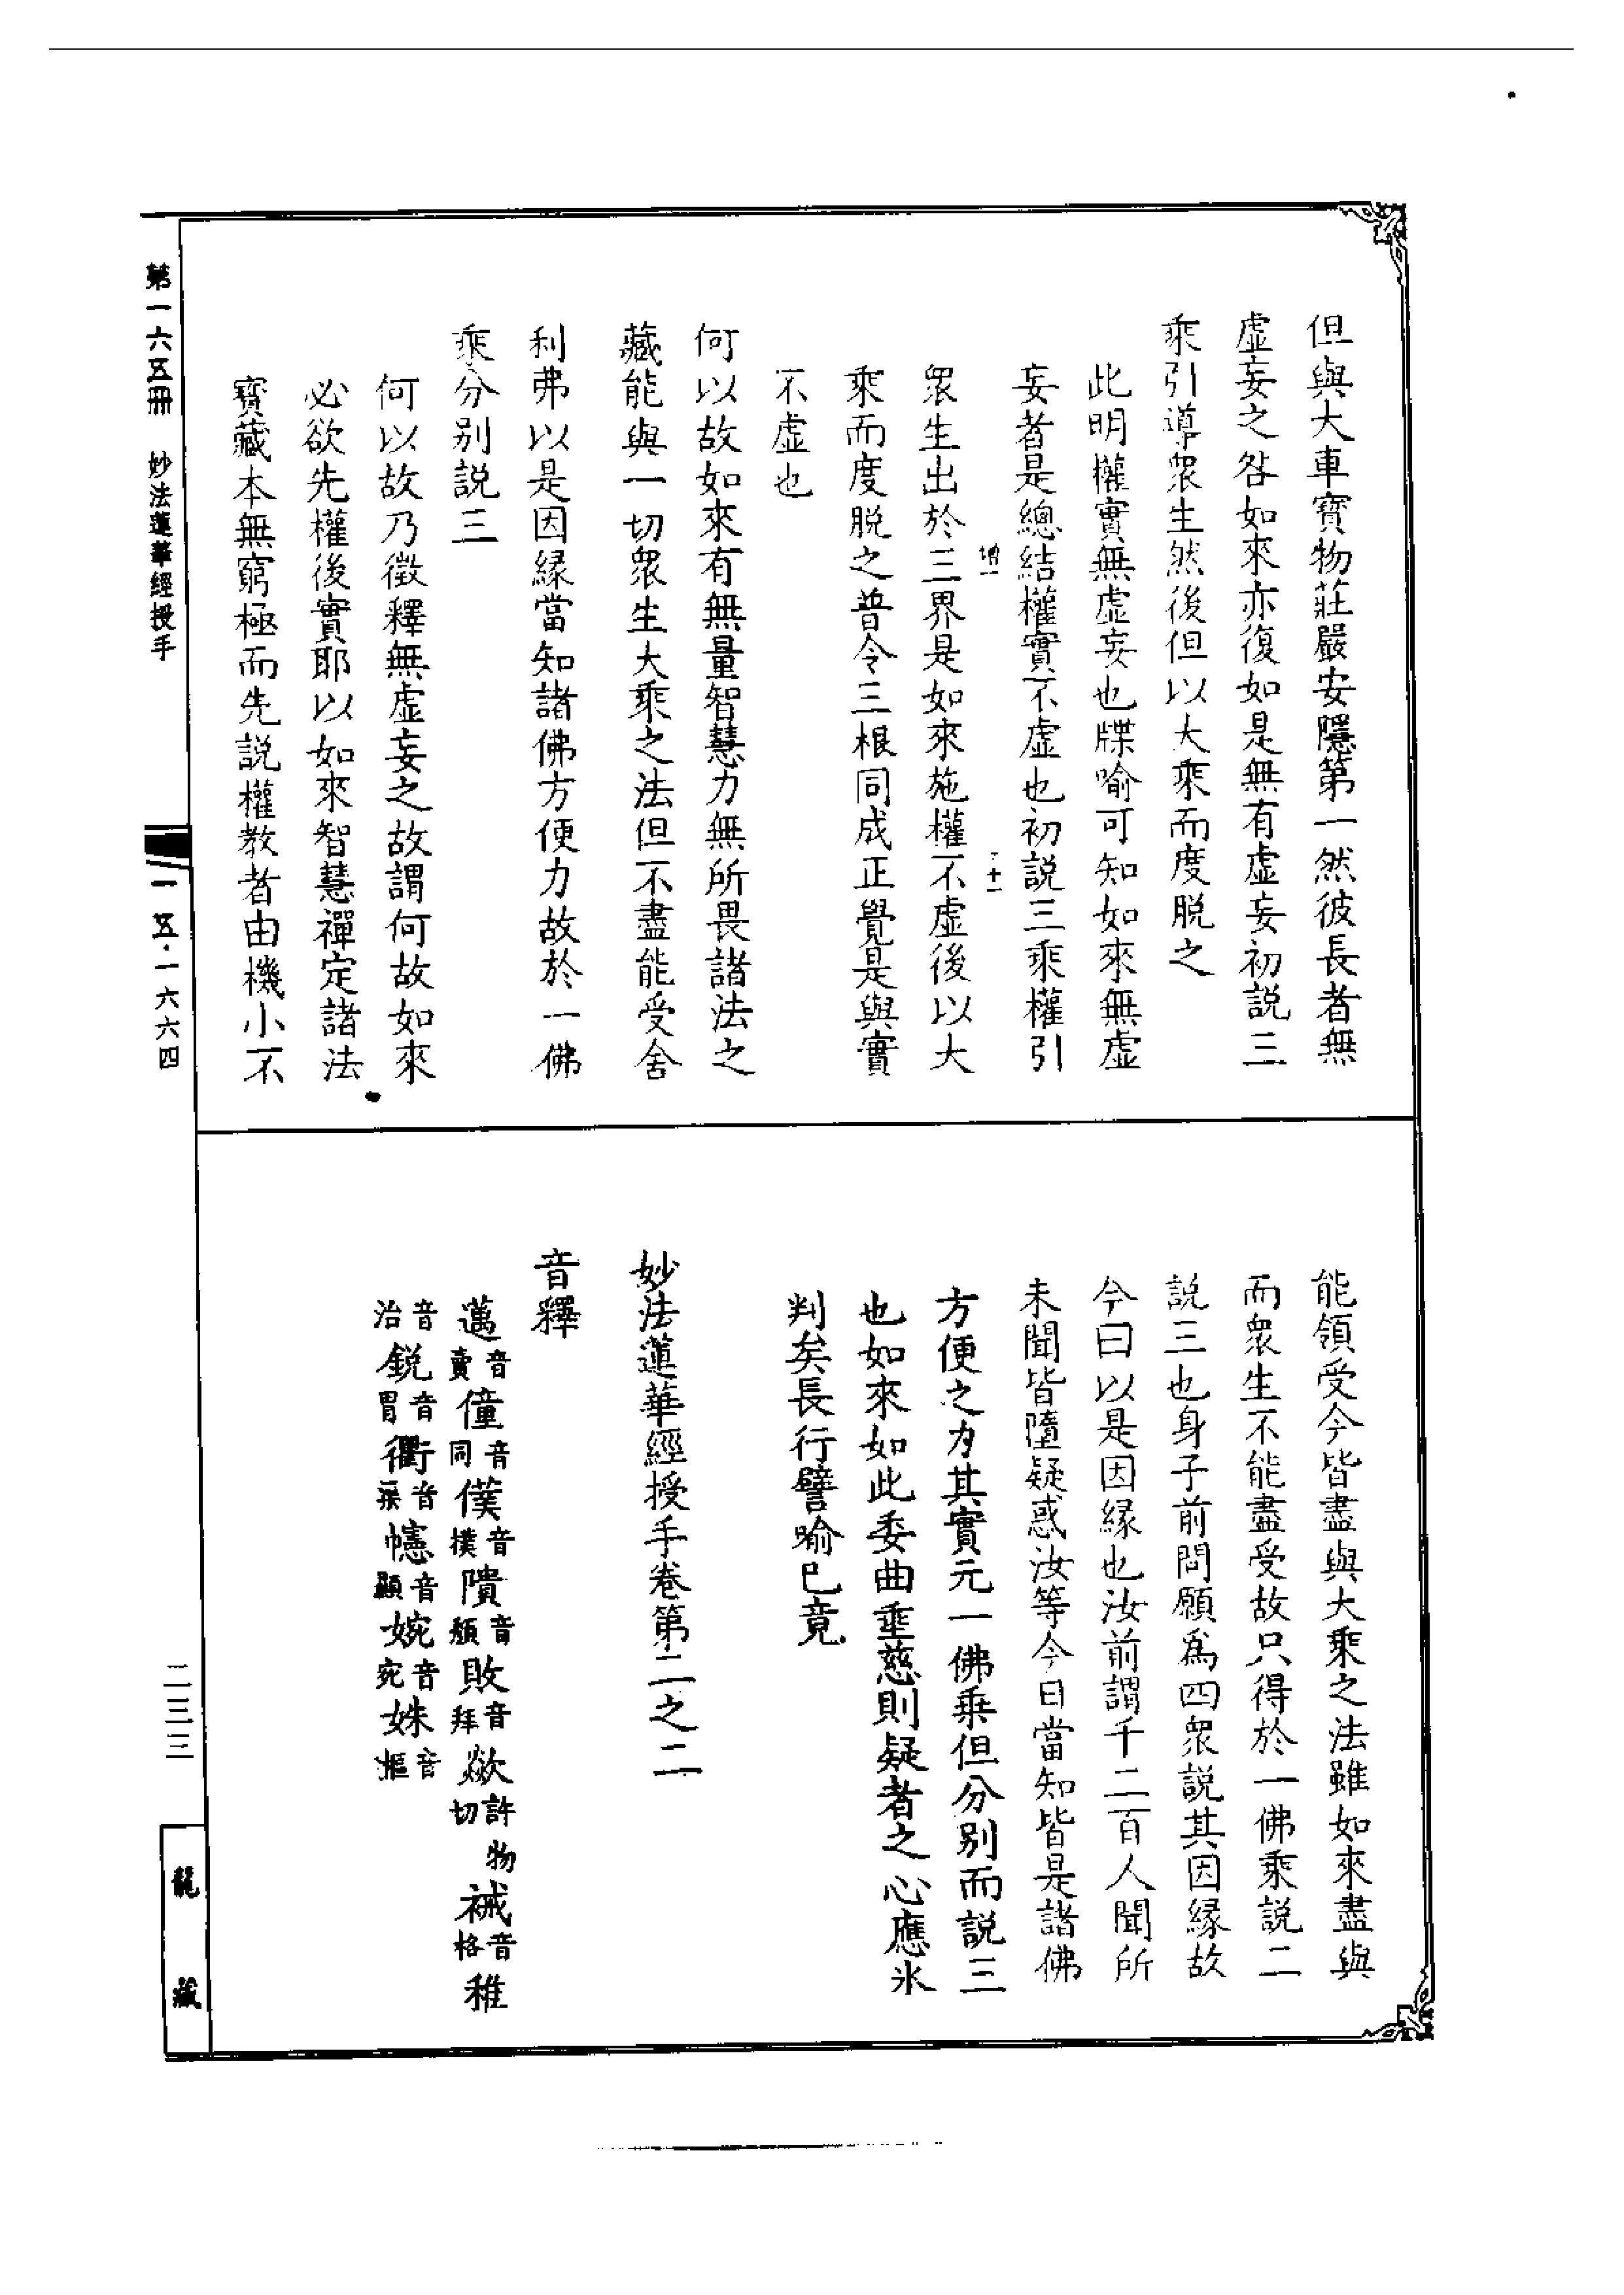 但與大車寶物莊嚴安隱第一然彼長者無
虛妄之咎如來亦復如是無有虛妄初說三
乘引導眾生然後但以大乘而度脫之
此明權實無虛妄也牒喻可知如來無虛
妄者是總結權實不虛也初說三乘權引
增一
二十一
眾生出於三界是如來施權不虛後以大
乘而度脫之普令三根同成正覺是與實
不虛也
何以故如來有無量智慧力無所畏諸法之
藏能與一切眾生大乘之法但不盡能受舍
利弗以是因緣當知諸佛方便力故於一佛
乘分別說三
何以故乃徵釋無虛妄之故謂何故如來
必欲先權後實耶以如來智慧禪定諸法
寶藏本無窮極而先說權教者由機小不
能領受今皆盡與大乘之法雖如來盡與
而眾生不能盡受故只得於一佛乘說二
說三也身子前問願為四眾說其因緣故
今曰以是因緣也汝前謂千二百人聞所
未聞皆墮疑惑汝等今日當知皆是諸佛
方便之力其實元一佛乘但分別而說三
也如來如此委曲垂慈則疑者之心應氷
判矣長行譬喻已竟
妙法蓮華經授手卷第二之二
音釋
邁音賣僮音同僕音撲隤音頹敗音拜欻許物切裓音格稚
音治銳音胃衢音渠幰音顯婉音宛姝音樞
第一六五冊 妙法蓮華經授手
一五·一六六四
二三三
龍藏